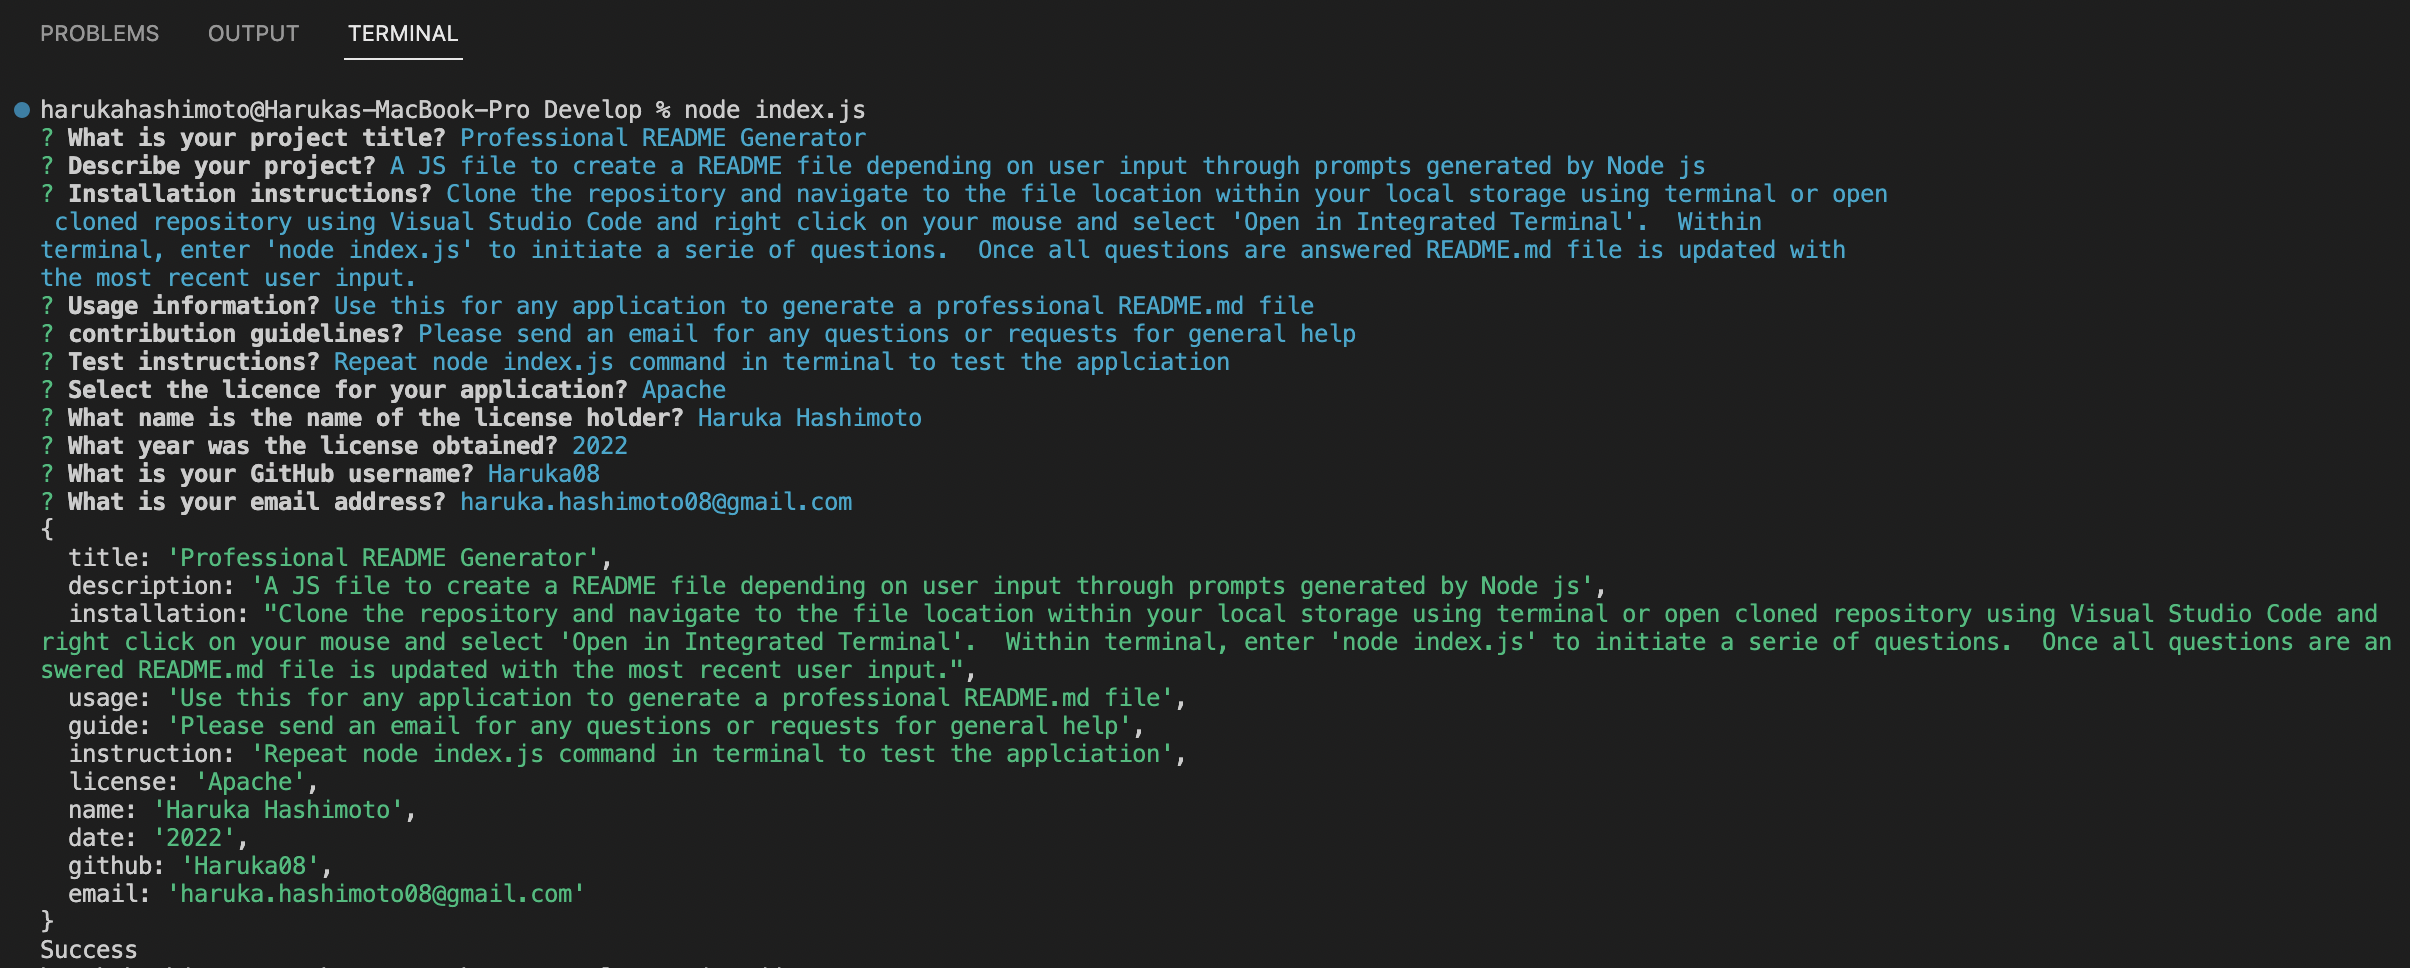 PROBLEMS OUTPUT TERMINAL
harukahashimoto@Harukas-MacBook-Pro Develop % node index.js
? What is your project title? Professional README Generator
? Describe your project? A JS file to create a README file depending on user input through prompts generated by Node js
? Installation instructions? Clone the repository and navigate to the file location within your local storage using terminal or open
cloned repository using Visual Studio Code and right click on your mouse and select 'Open in Integrated Terminal'.  Within
terminal, enter 'node index.js' to initiate a serie of questions.  Once all questions are answered README.md file is updated with
the most recent user input.
? Usage information? Use this for any application to generate a professional README.md file
? contribution guidelines? Please send an email for any questions or requests for general help
? Test instructions? Repeat node index.js command in terminal to test the applciation
? Select the licence for your application? Apache
? What name is the name of the license holder? Haruka Hashimoto
? What year was the license obtained? 2022
? What is your GitHub username? Haruka08
? What is your email address? haruka.hashimoto08@gmail.com
{
  title: 'Professional README Generator',
  description: 'A JS file to create a README file depending on user input through prompts generated by Node js',
  installation: "Clone the repository and navigate to the file location within your local storage using terminal or open cloned repository using Visual Studio Code and
right click on your mouse and select 'Open in Integrated Terminal'.  Within terminal, enter 'node index.js' to initiate a serie of questions.  Once all questions are an
swered README.md file is updated with the most recent user input.",
  usage: 'Use this for any application to generate a professional README.md file',
  guide: 'Please send an email for any questions or requests for general help',
  instruction: 'Repeat node index.js command in terminal to test the applciation',
  license: 'Apache',
  name: 'Haruka Hashimoto',
  date: '2022',
  github: 'Haruka08',
  email: 'haruka.hashimoto08@gmail.com'
}
Success